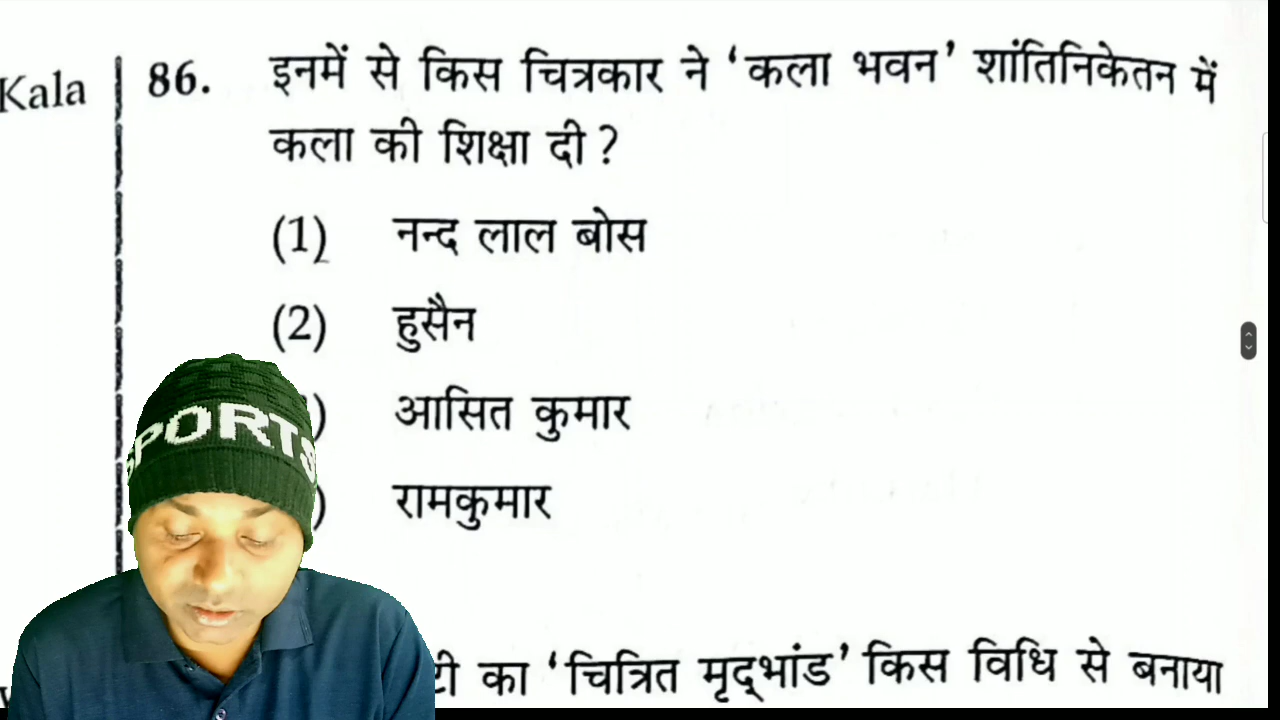 Kala
86. इनमें से किस चित्रकार ने ‘कला भवन’ शांतिनिकेतन में
कला की शिक्षा दी ?
(1) नन्द लाल बोस
(2) हुसैन
) आसित कुमार
) रामकुमार
SPORTS
का ‘चित्रित मृद्भांड’ किस विधि से बनाया